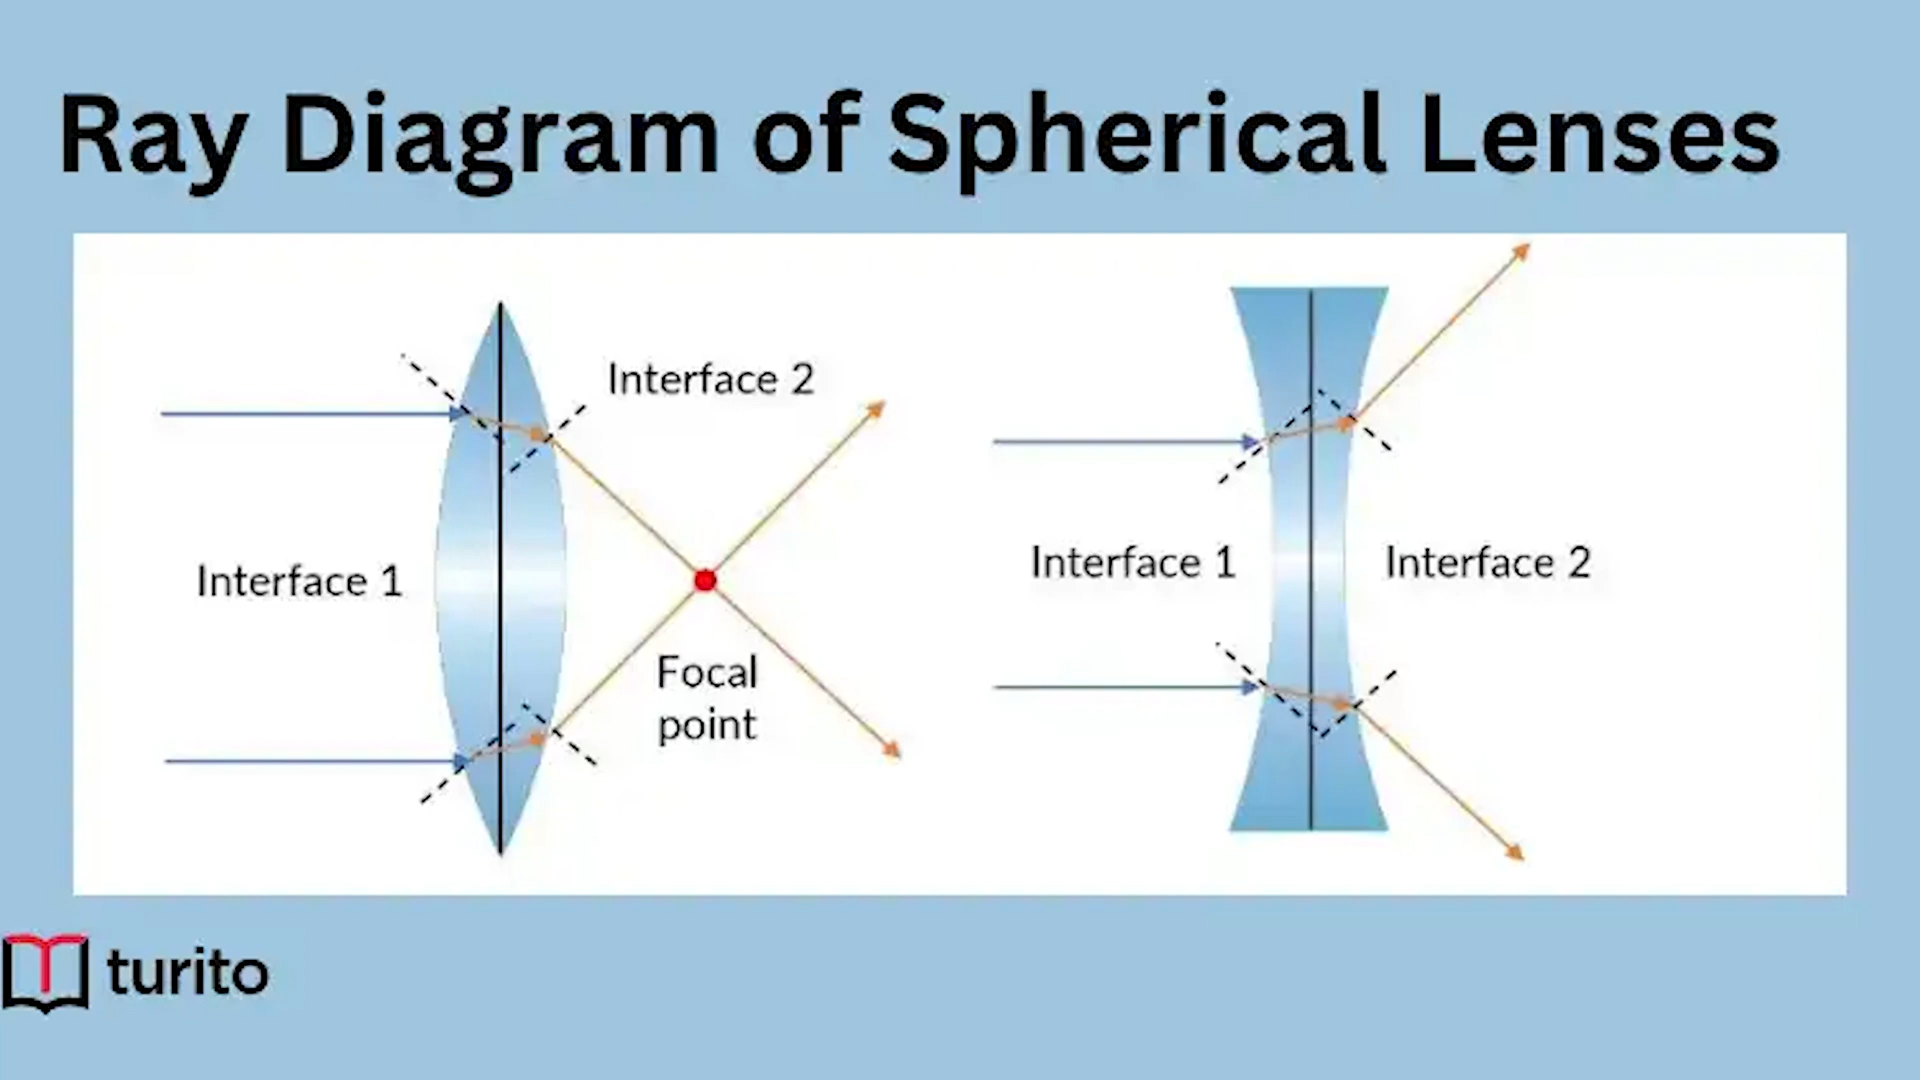 Ray Diagram of Spherical Lenses
Interface 2
Interface 1
Focal
point
Interface 1
Interface 2
turito